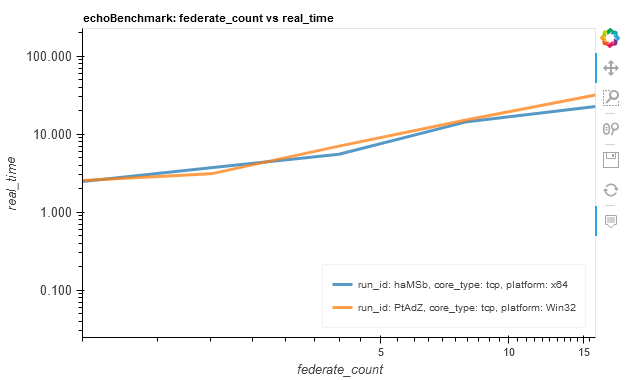 echoBenchmark: federate_count vs real_time
100.000
10.000
1.000
0.100
real_time
run_id: haMSb, core_type: tcp, platform: x64
run_id: PtAdZ, core_type: tcp, platform: Win32
5
10
15
federate_count